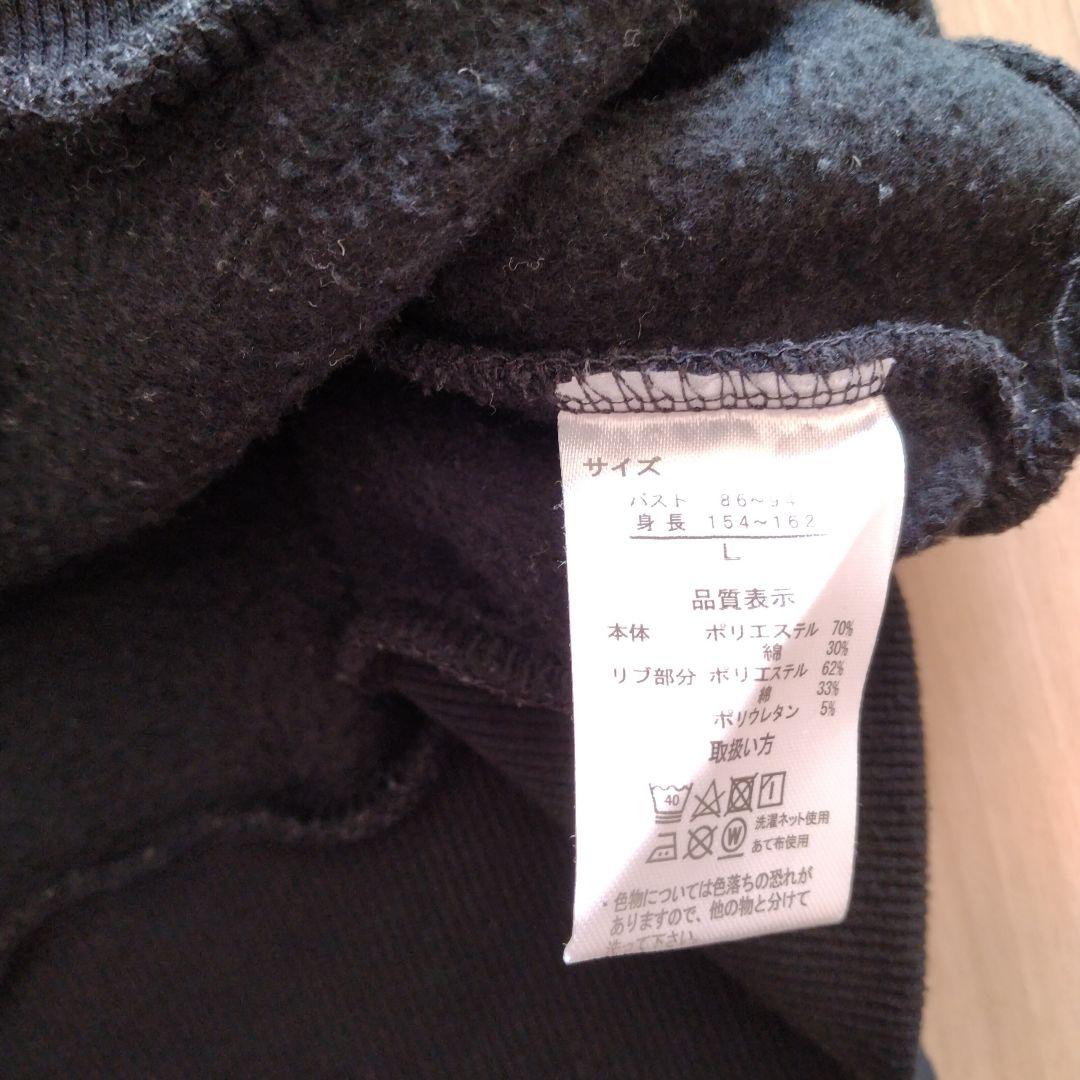 サイズ
バスト 86~94
身長 154~162
L
品質表示
本体 ポリエステル 70%
綿 30%
リブ部分 ポリエステル 62%
綿 33%
ポリウレタン 5%
取扱い方
40
洗濯ネット使用
W あて布使用
・色物については色落ちの恐れが
ありますので、他の物と分けて
洗って下さい